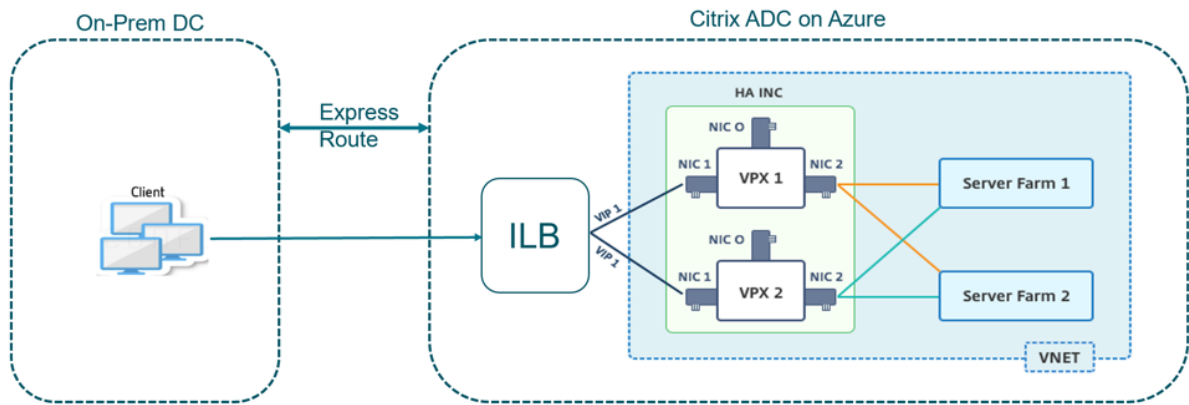 On-Prem DC
Citrix ADC on Azure
Express
Route
Client
ILB
VIP 1
VIP 1
HA INC
NIC O
NIC 1
VPX 1
NIC 2
NIC O
NIC 1
VPX 2
NIC 2
Server Farm 1
Server Farm 2
VNET